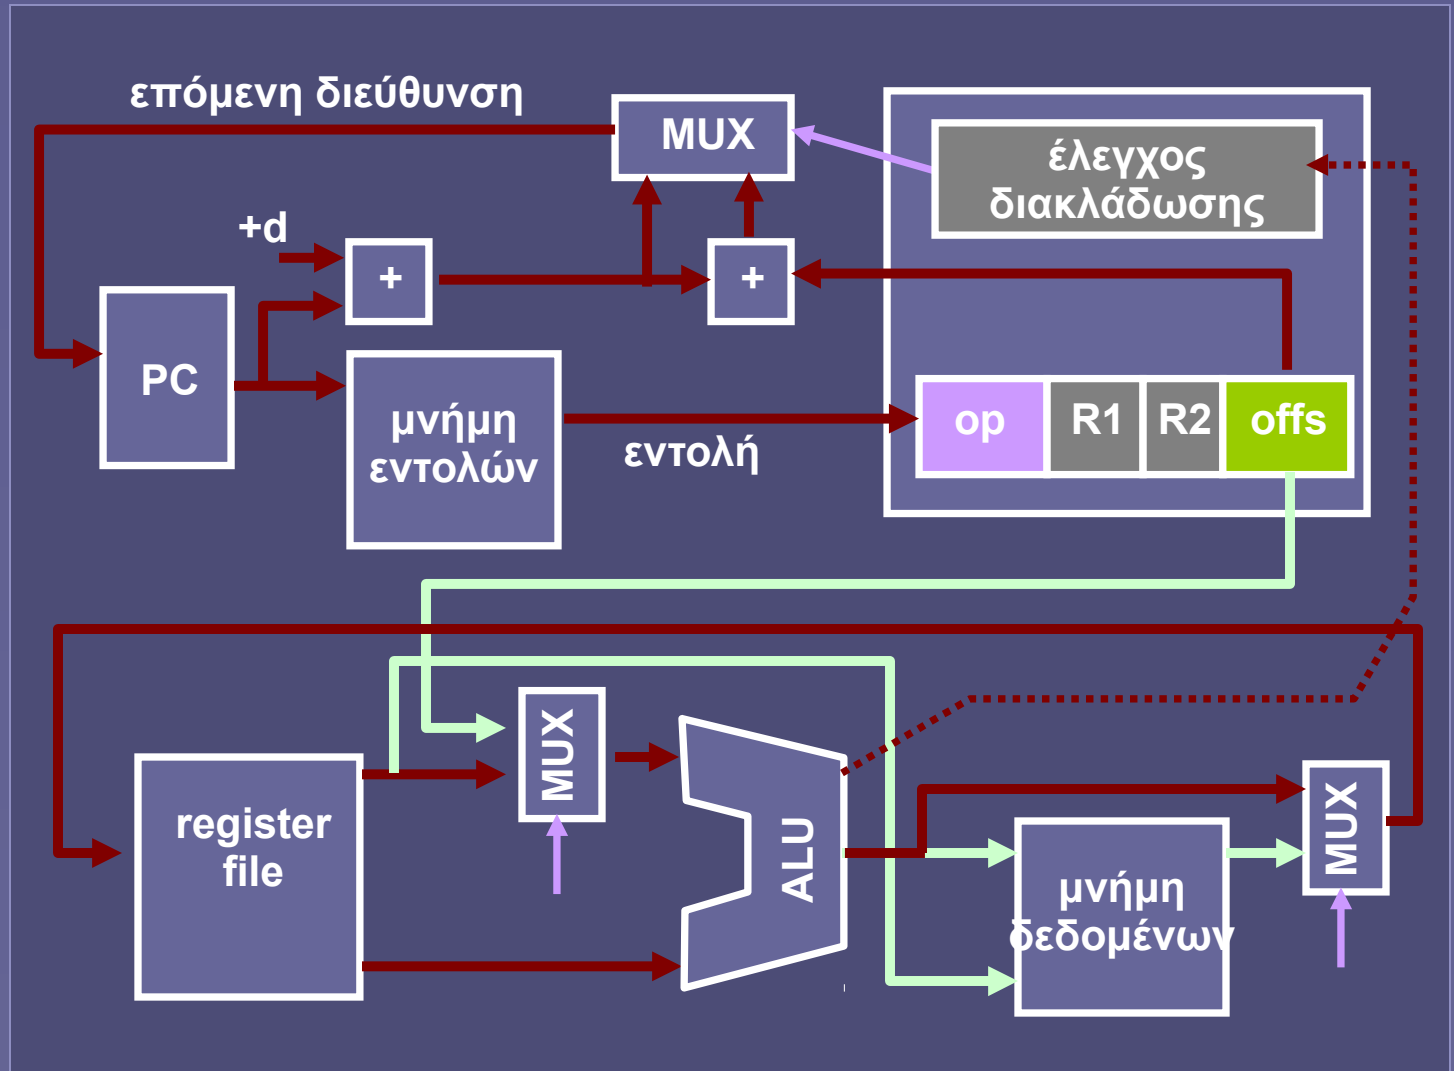 επόμενη διεύθυνση
MUX
έλεγχος
διακλάδωσης
+d
+
+
PC
μνήμη
εντολών
εντολή
op
R1
R2
offs
MUX
register
file
ALU
MUX
μνήμη
δεδομένων